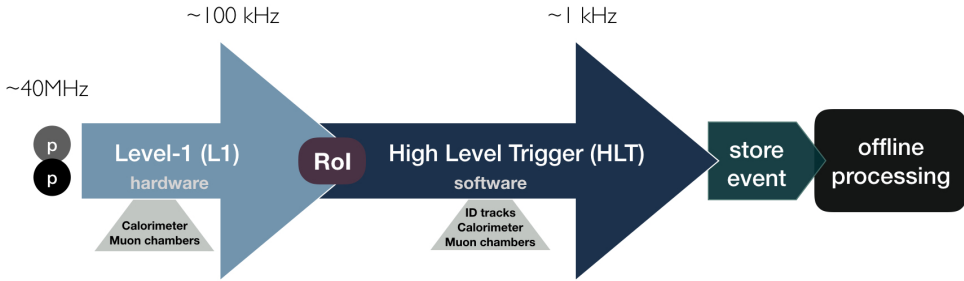 ~100 kHz
~1 kHz
~40MHz
p
p
Level-1 (L1)
hardware
Calorimeter
Muon chambers
RoI
High Level Trigger (HLT)
software
ID tracks
Calorimeter
Muon chambers
store
event
offline
processing